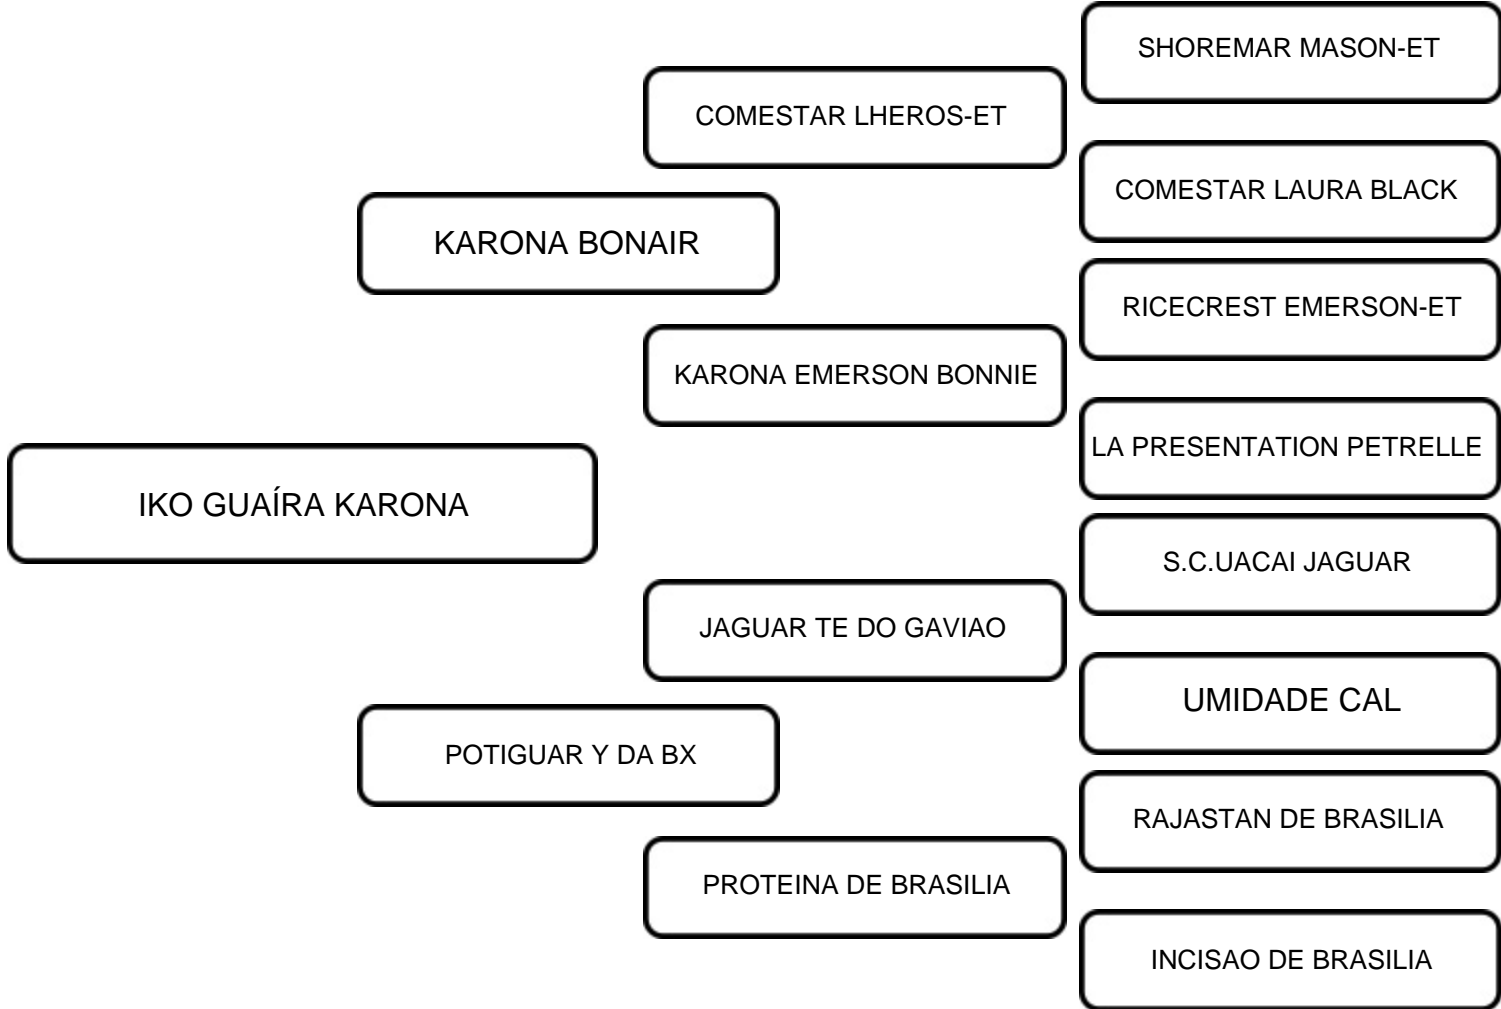 SHOREMAR MASON-ET
COMESTAR LHEROS-ET
COMESTAR LAURA BLACK
KARONA BONAIR
RICECREST EMERSON-ET
KARONA EMERSON BONNIE
LA PRESENTATION PETRELLE
IKO GUAÍRA KARONA
S.C.UACAI JAGUAR
JAGUAR TE DO GAVIAO
UMIDADE CAL
POTIGUAR Y DA BX
RAJASTAN DE BRASILIA
PROTEINA DE BRASILIA
INCISAO DE BRASILIA